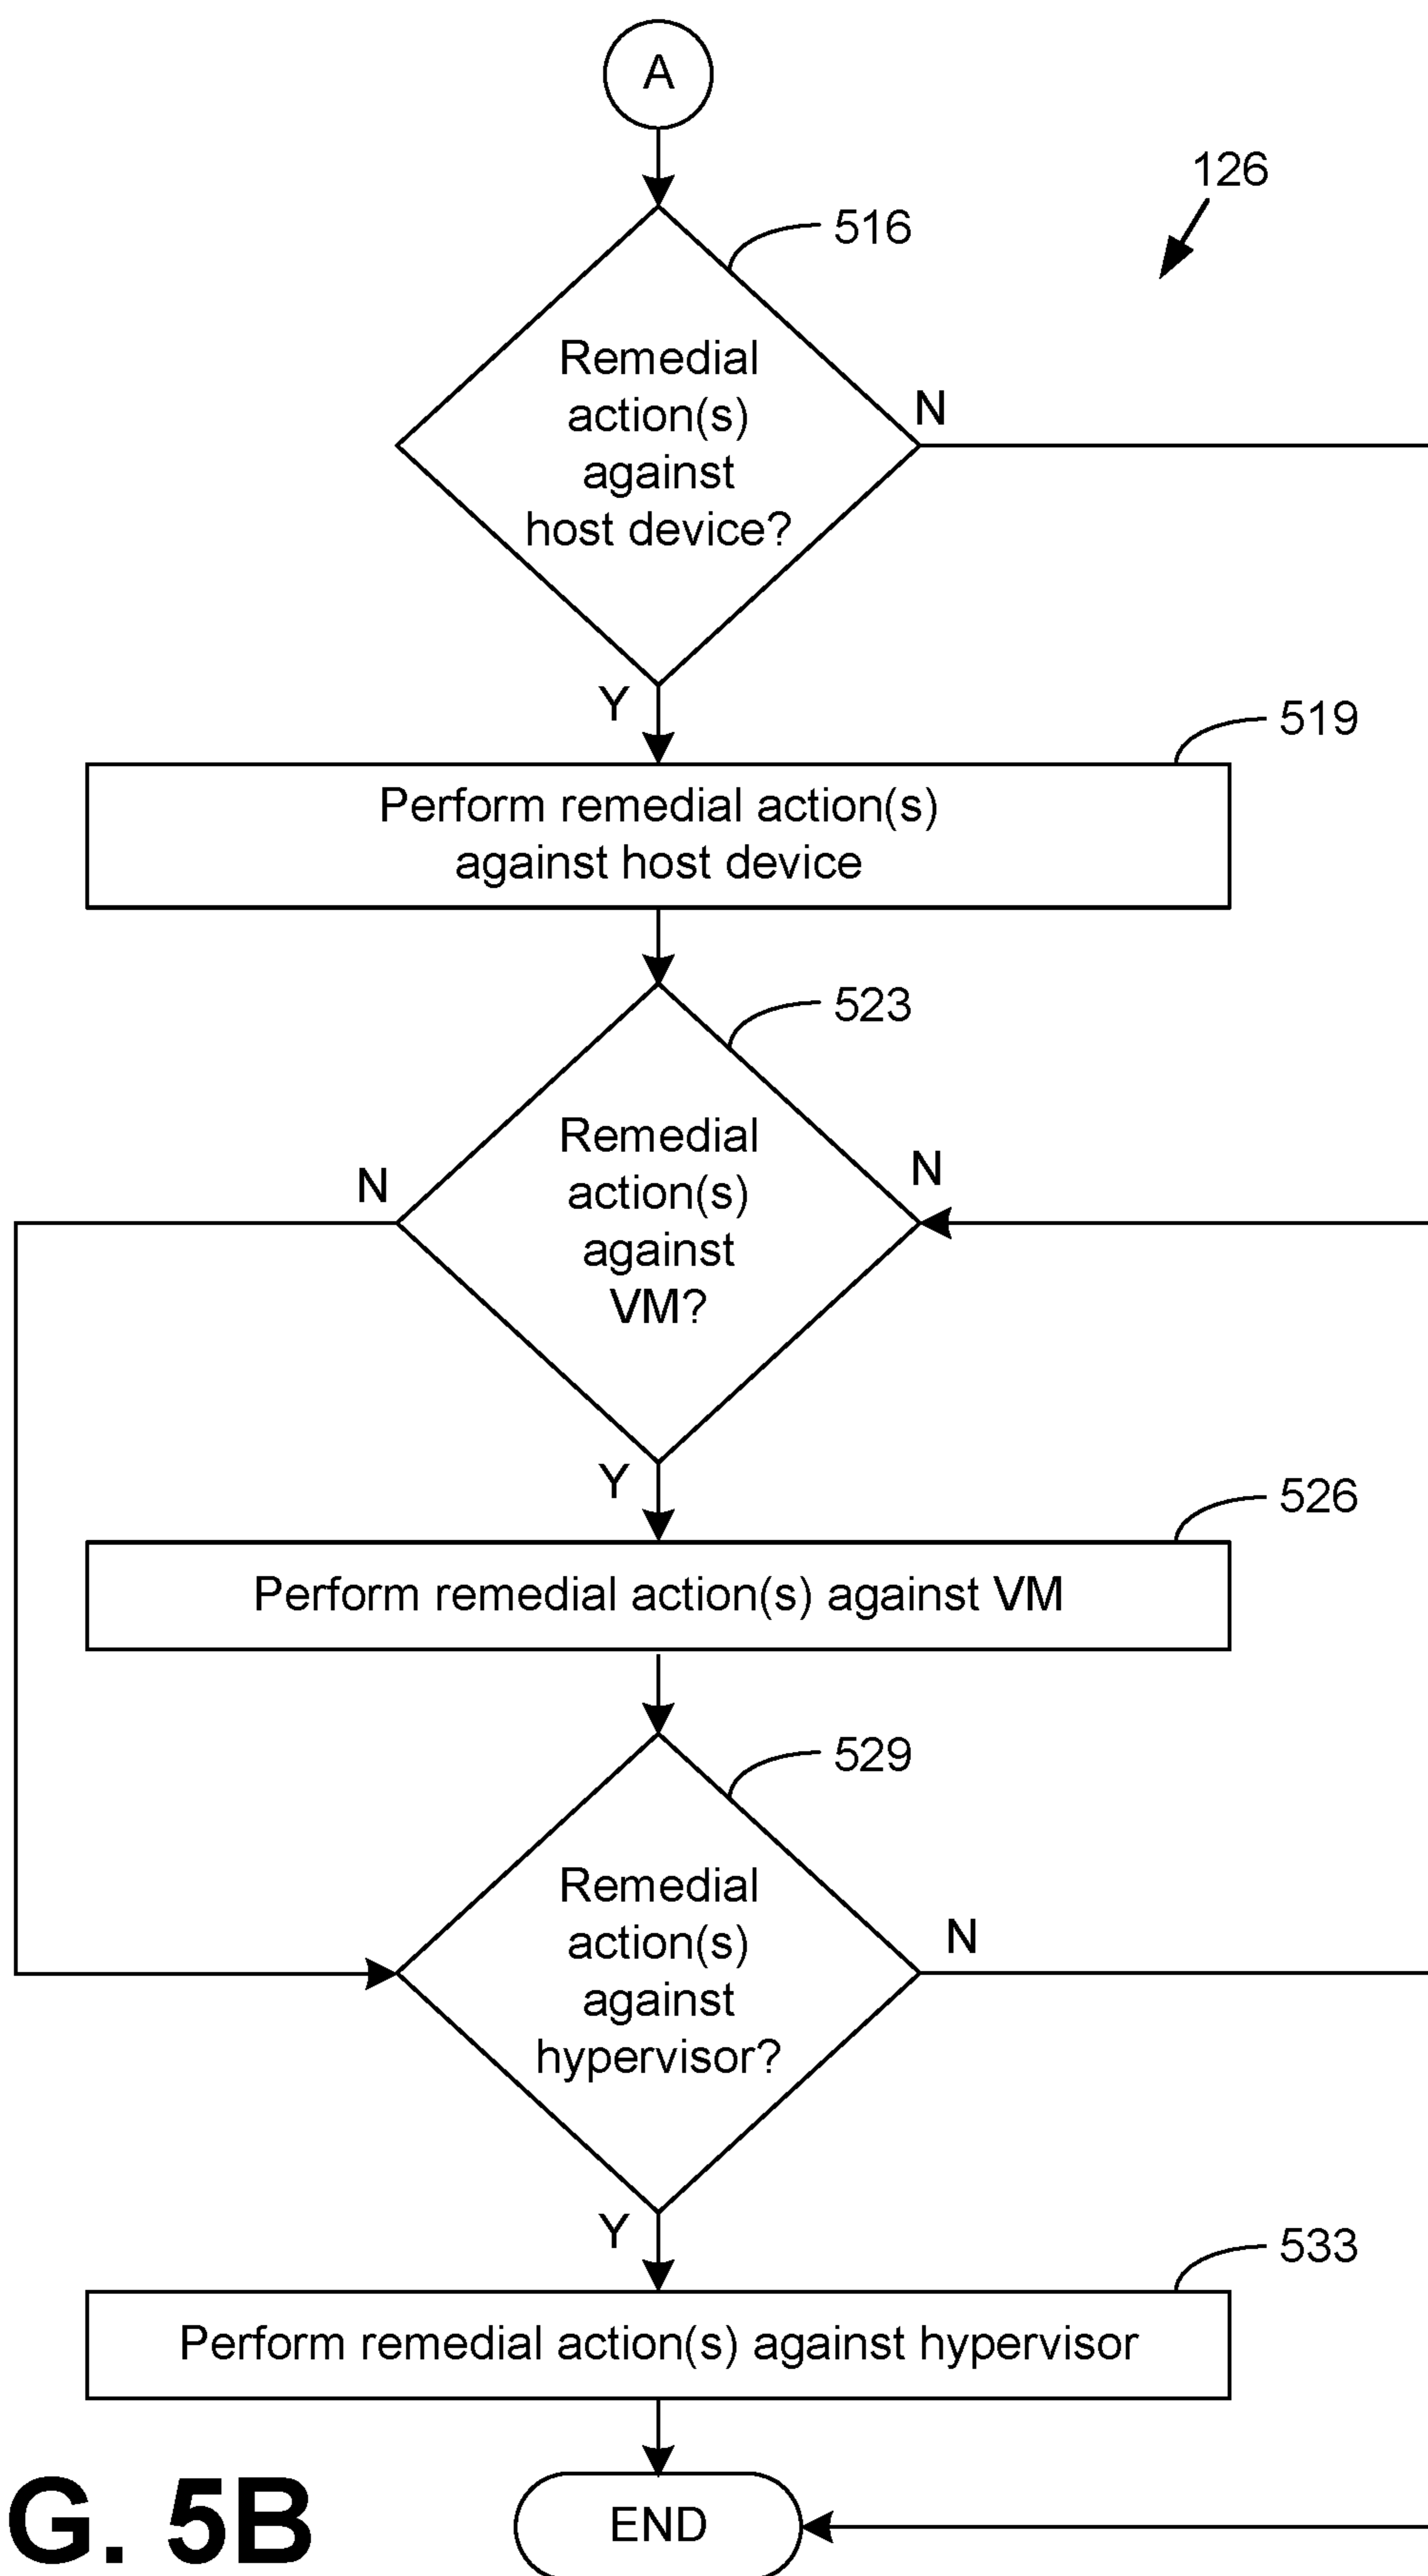 A
126
516
Remedial
action(s)
against
host device?
N
Y
519
Perform remedial action(s)
against host device
523
Remedial
action(s)
against
VM?
N
N
Y
526
Perform remedial action(s) against VM
529
Remedial
action(s)
against
hypervisor?
N
Y
533
Perform remedial action(s) against hypervisor
END
G. 5B